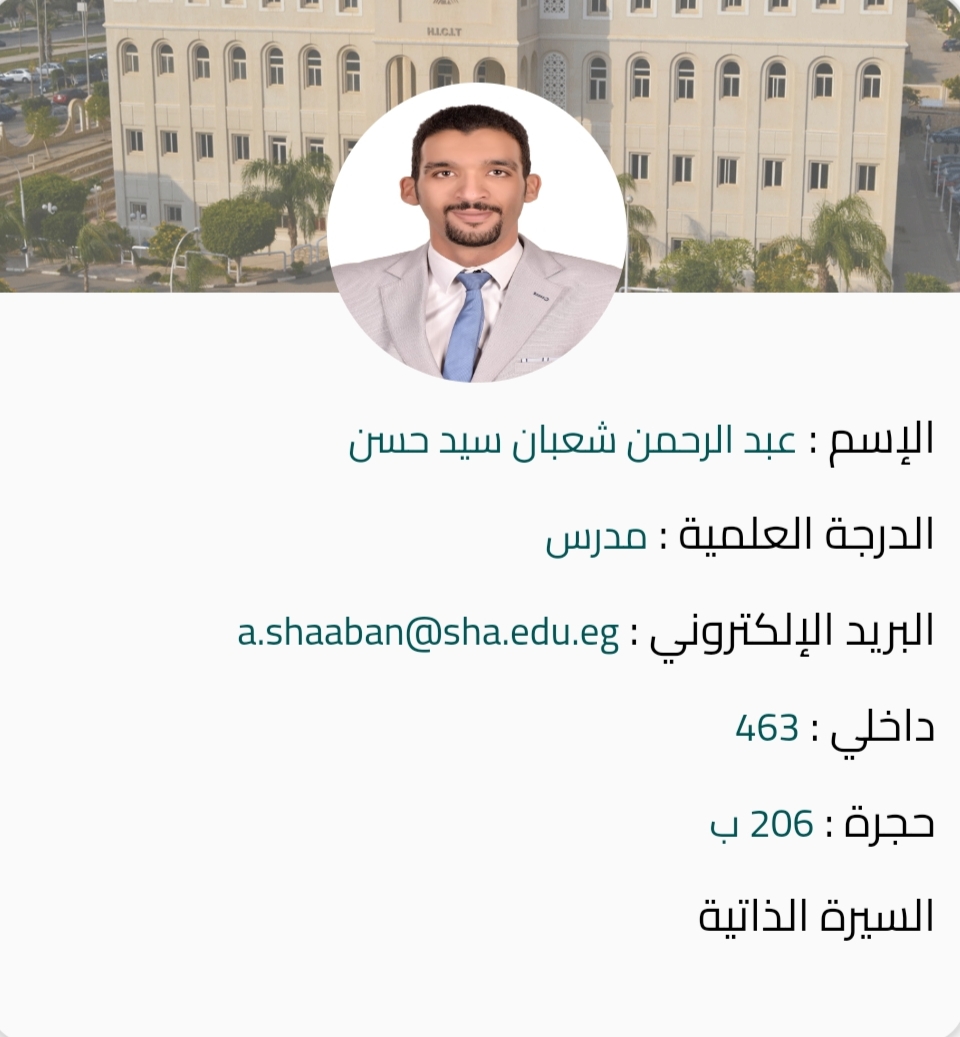 H.I.C.I.T
الإسم : عبد الرحمن شعبان سيد حسن
الدرجة العلمية : مدرس
البريد الإلكتروني : a.shaaban@sha.edu.eg
داخلي : 463
حجرة : 206 ب
السيرة الذاتية